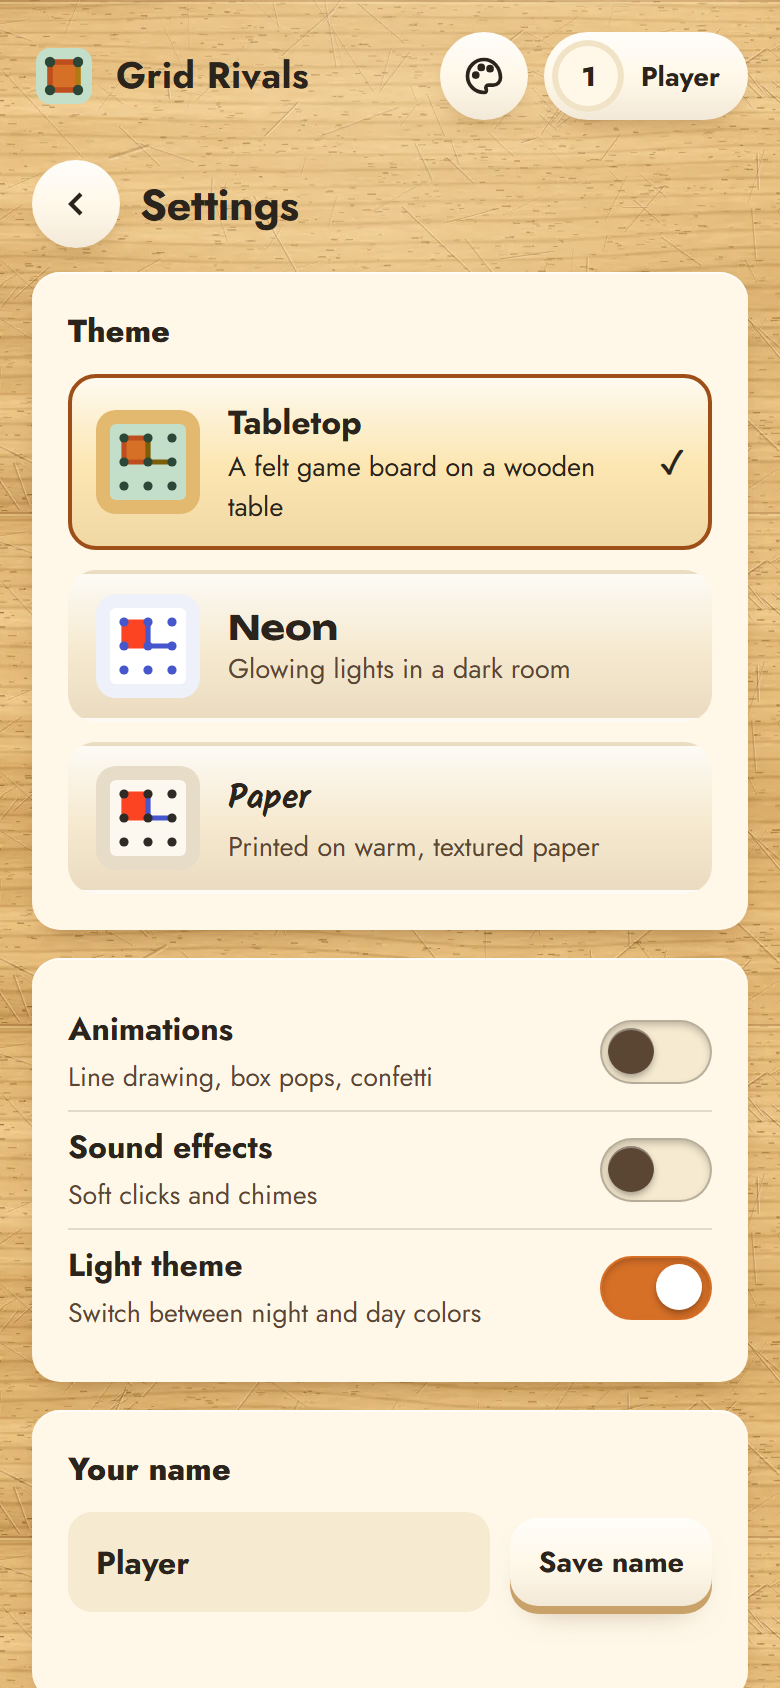 Grid Rivals
1 Player
Settings
Theme
Tabletop
A felt game board on a wooden
table
Neon
Glowing lights in a dark room
Paper
Printed on warm, textured paper
Animations
Line drawing, box pops, confetti
Sound effects
Soft clicks and chimes
Light theme
Switch between night and day colors
Your name
Player
Save name